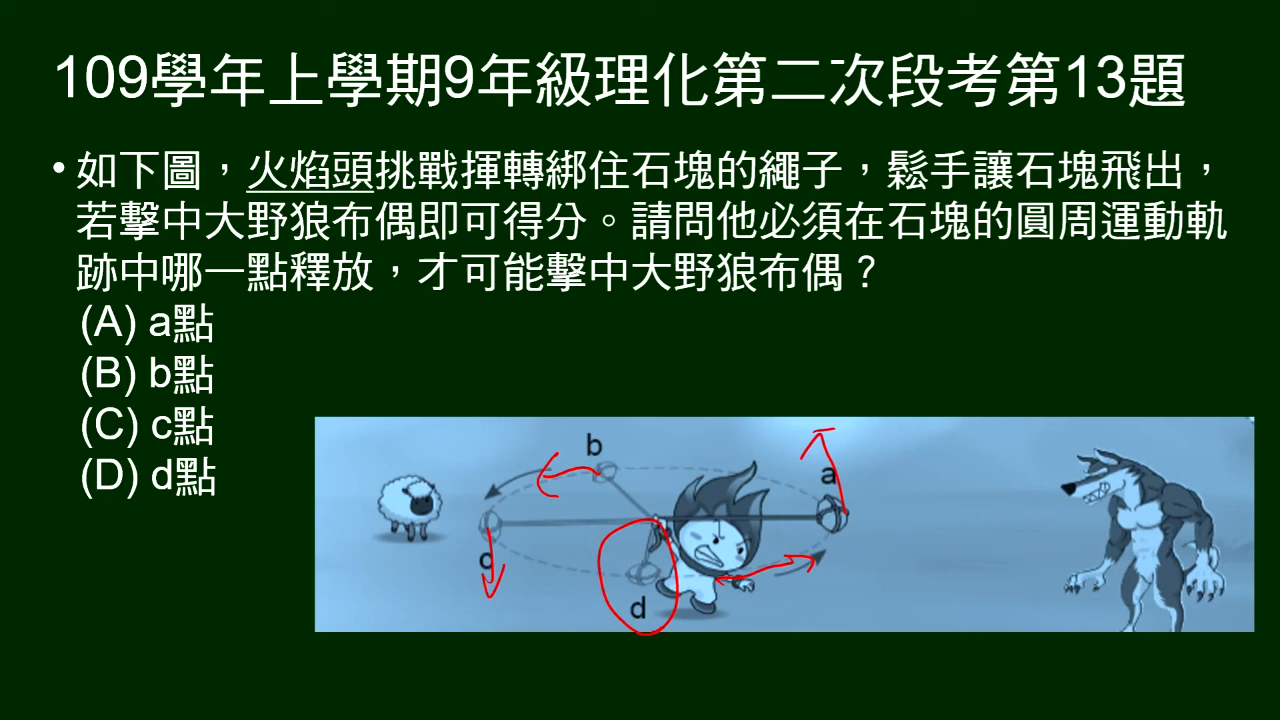 109學年上學期9年級理化第二次段考第13題
• 如下圖，火焰頭挑戰揮轉綁住石塊的繩子，鬆手讓石塊飛出，
若擊中大野狼布偶即可得分。請問他必須在石塊的圓周運動軌
跡中哪一點釋放，才可能擊中大野狼布偶？
(A) a點
(B) b點
(C) c點
(D) d點
b
a
c
d